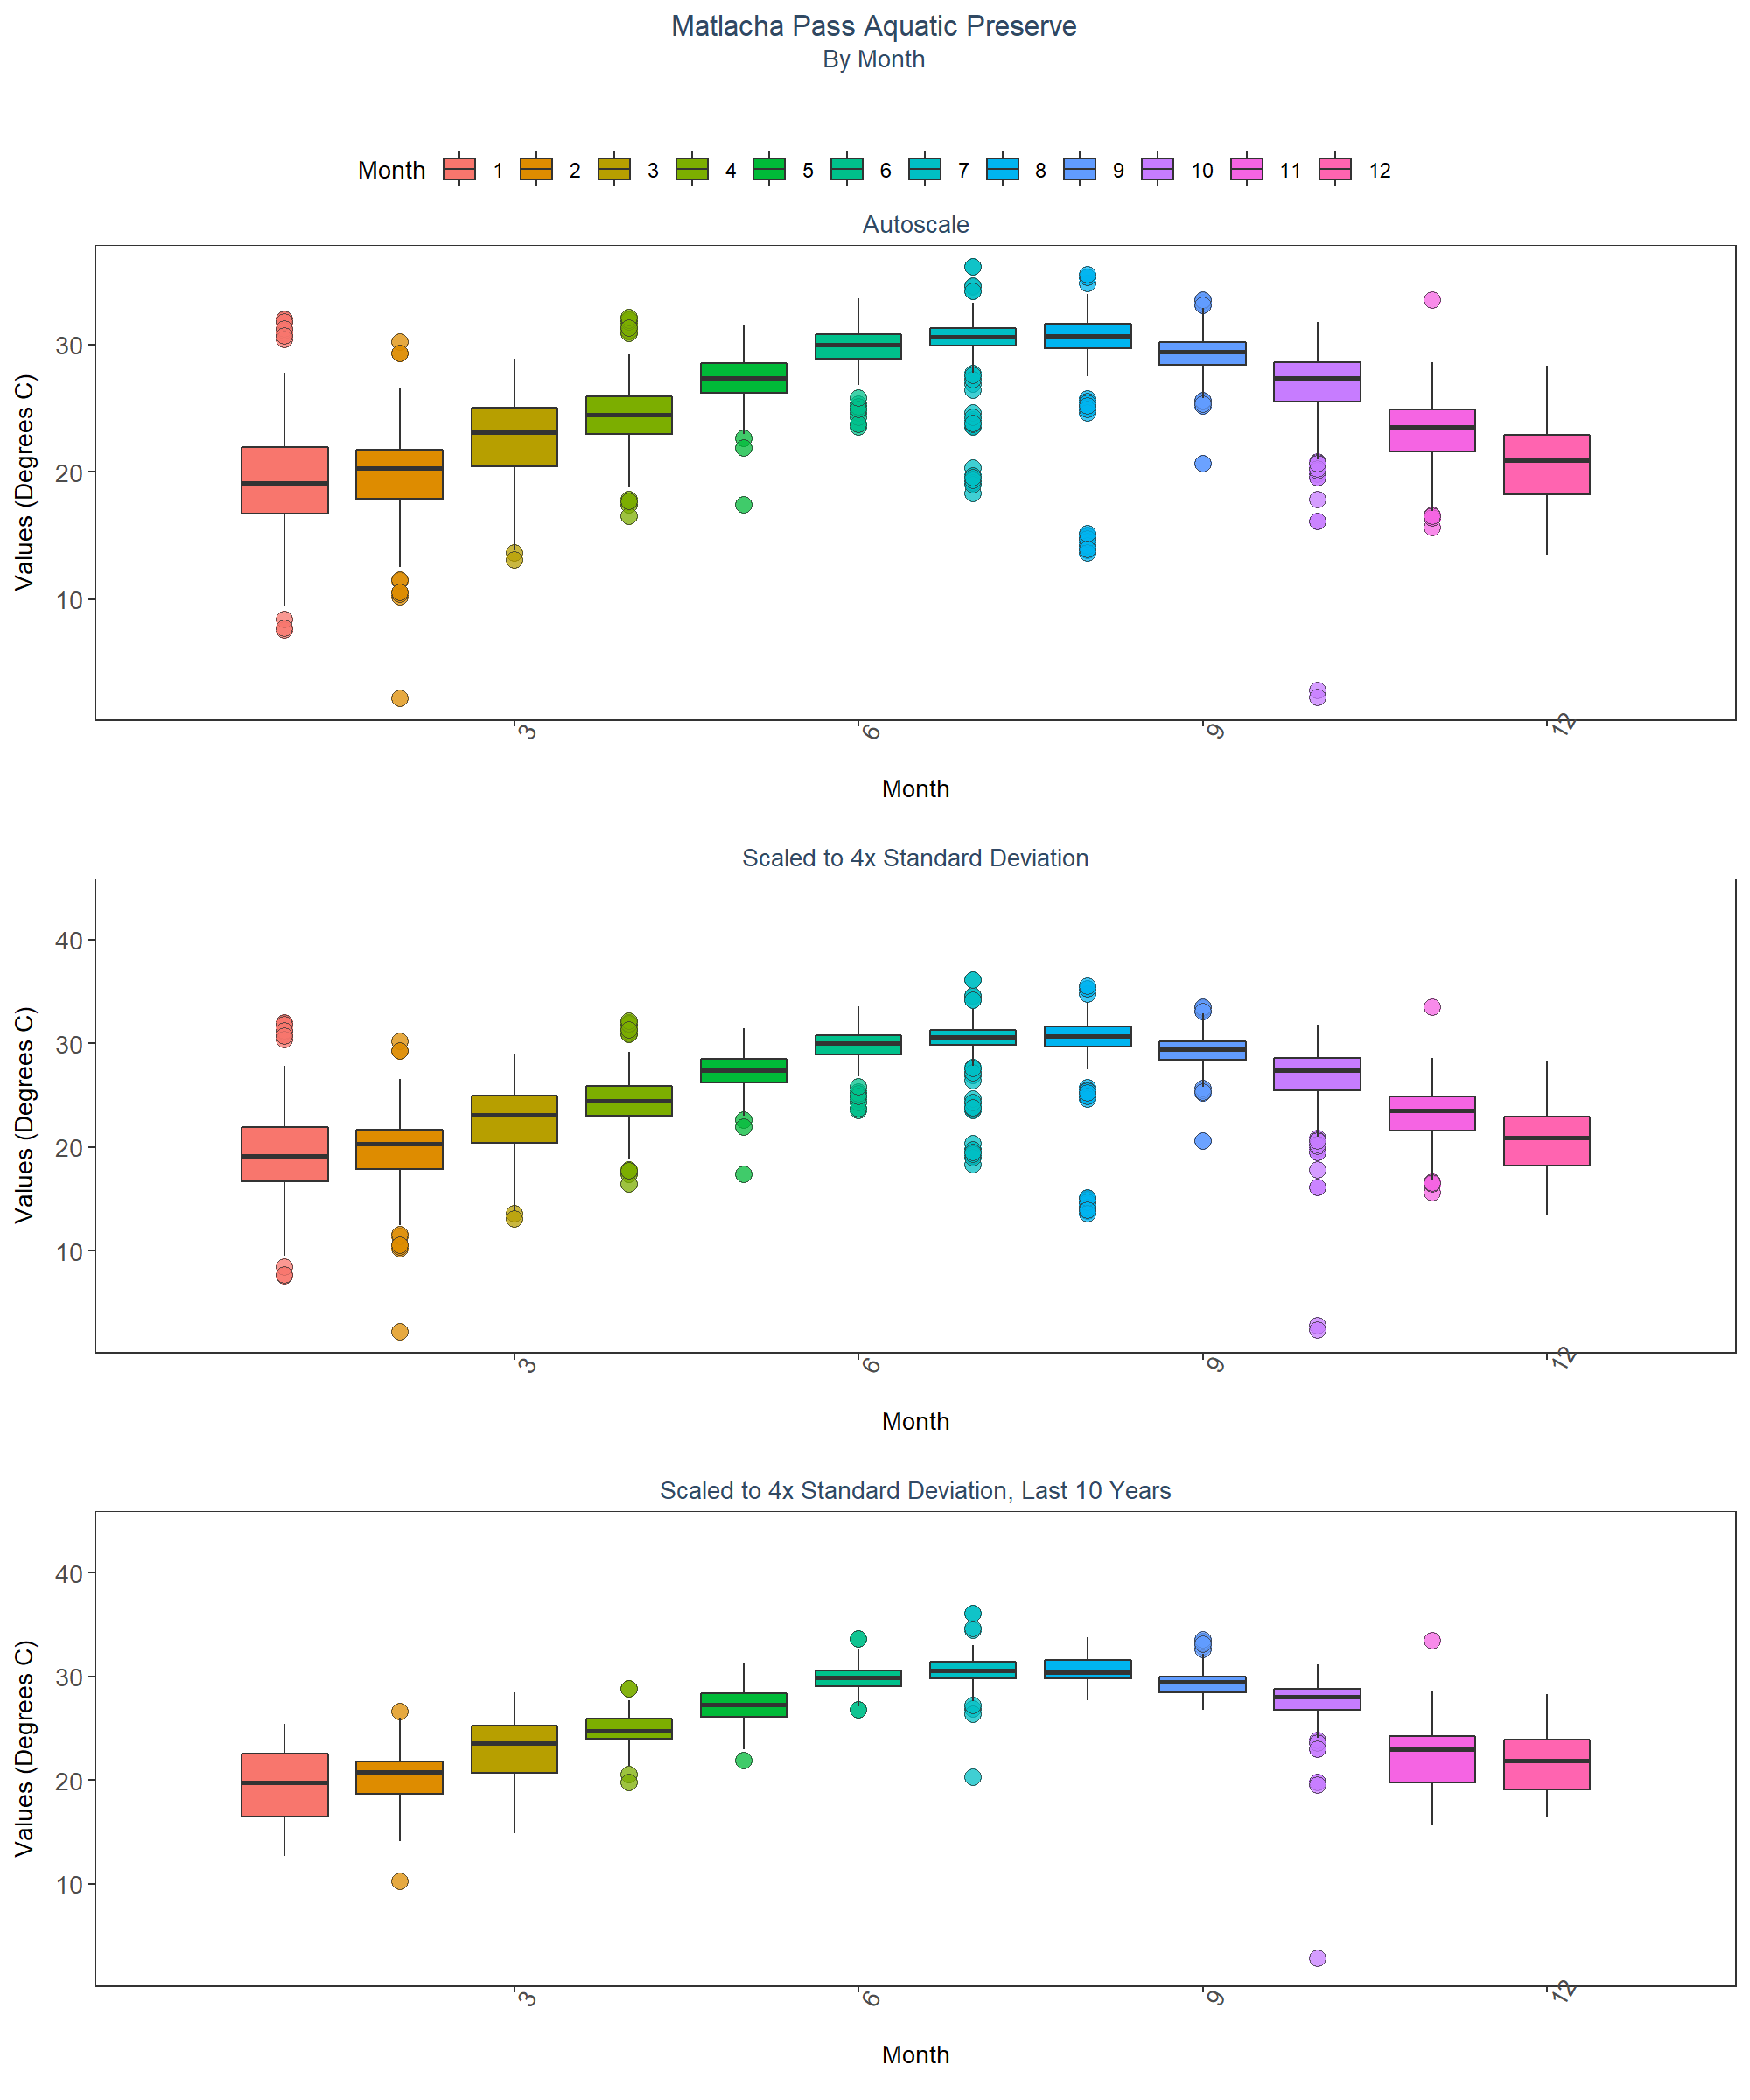 Matlacha Pass Aquatic Preserve
By Month
Month 1 2 3 4 5 6 7 8 9 10 11 12
Autoscale
Values (Degrees C)
30
20
10
3 6 9 12
Month
Scaled to 4x Standard Deviation
Values (Degrees C)
40
30
20
10
3 6 9 12
Month
Scaled to 4x Standard Deviation, Last 10 Years
Values (Degrees C)
40
30
20
10
3 6 9 12
Month